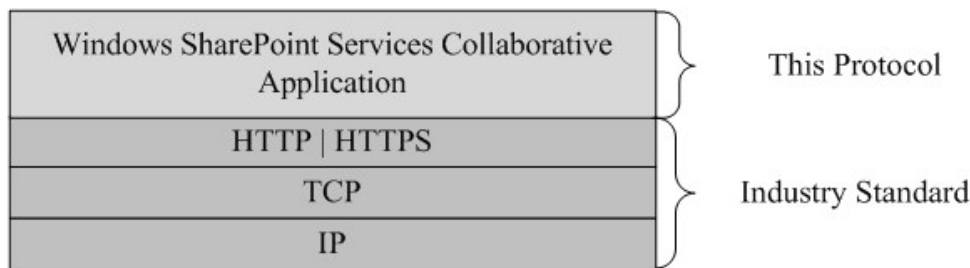 Windows SharePoint Services Collaborative
Application
This Protocol
HTTP | HTTPS
TCP
Industry Standard
IP